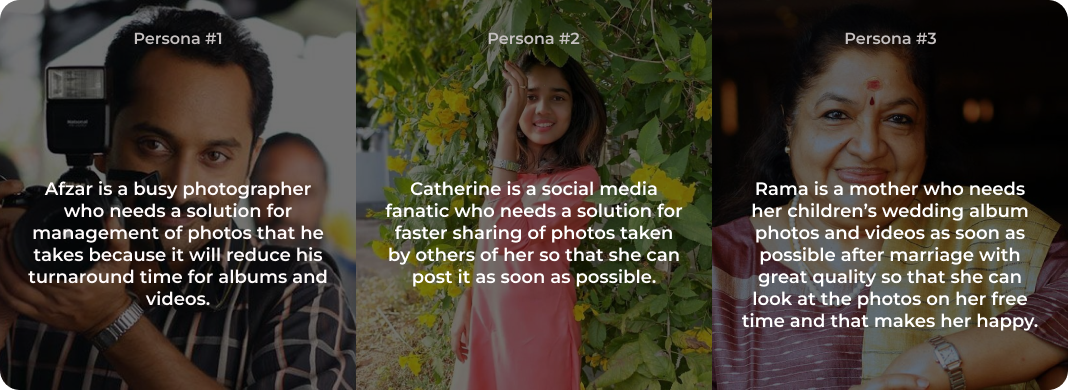 Persona #1
Afzar is a busy photographer
who needs a solution for
management of photos that he
takes because it will reduce his
turnaround time for albums and
videos.
Persona #2
Catherine is a social media
fanatic who needs a solution for
faster sharing of photos taken
by others of her so that she can
post it as soon as possible.
Persona #3
Rama is a mother who needs
her children’s wedding album
photos and videos as soon as
possible after marriage with
great quality so that she can
look at the photos on her free
time and that makes her happy.